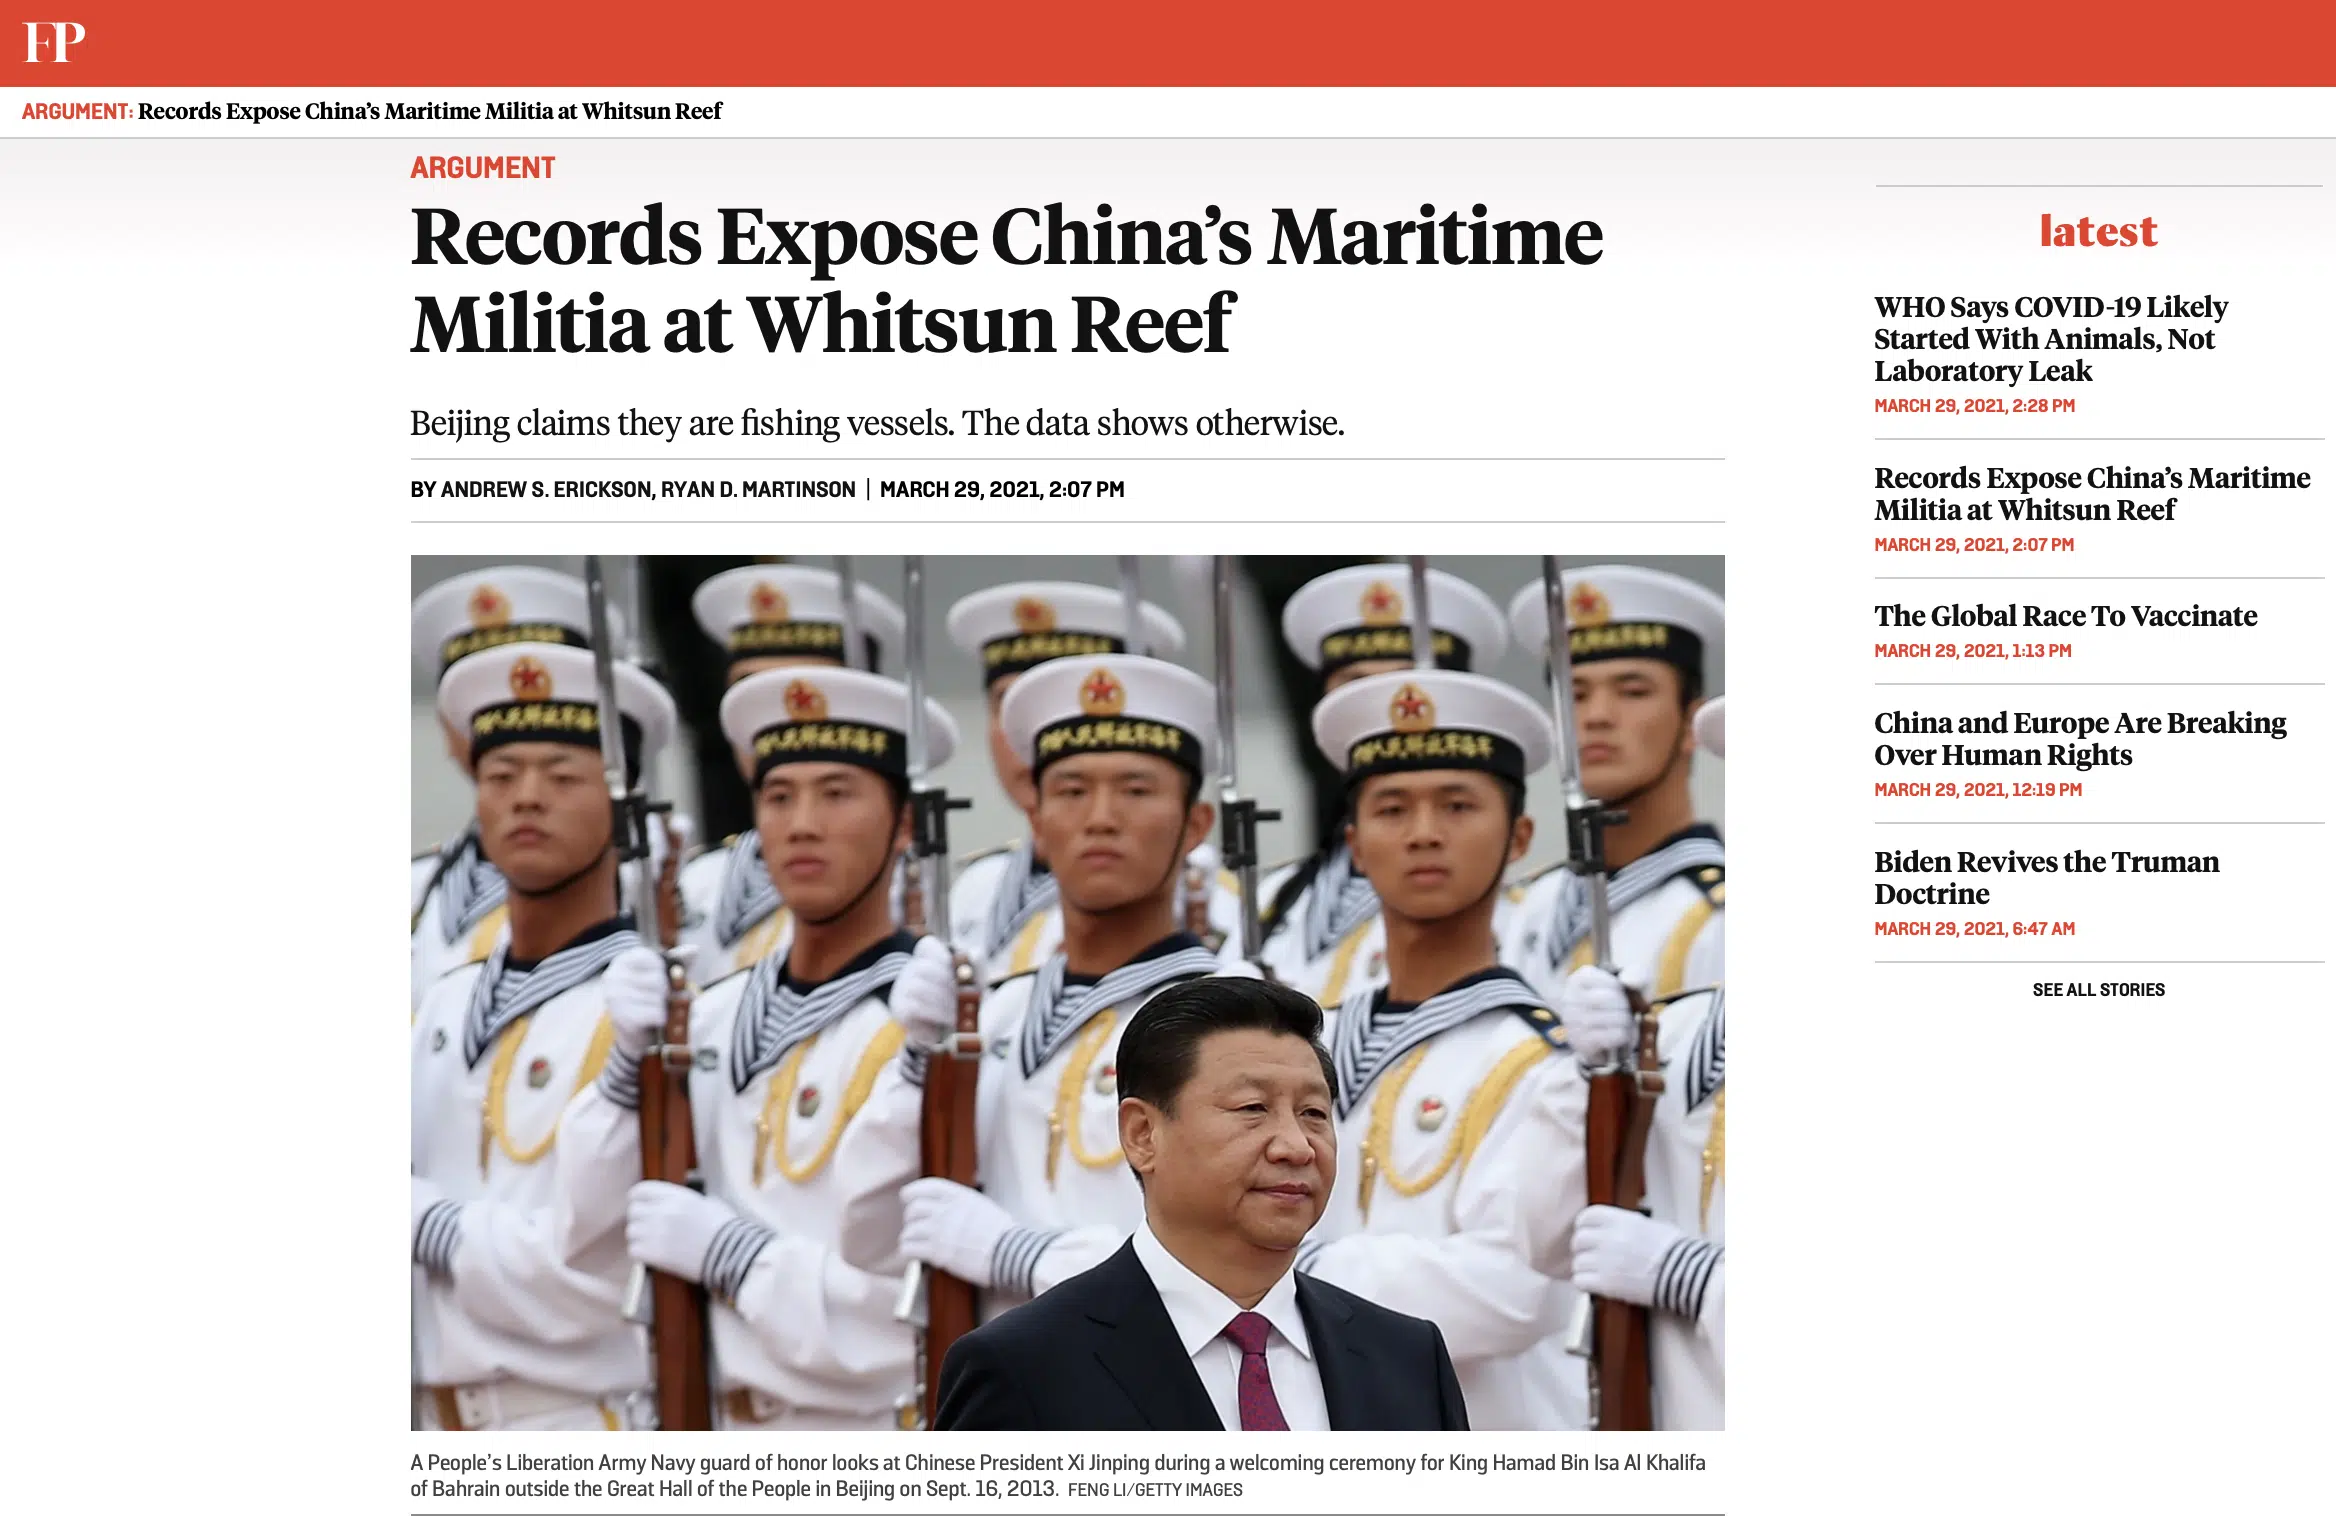 FP
ARGUMENT: Records Expose China’s Maritime Militia at Whitsun Reef
ARGUMENT
Records Expose China’s Maritime
Militia at Whitsun Reef
Beijing claims they are fishing vessels. The data shows otherwise.
BY ANDREW S. ERICKSON, RYAN D. MARTINSON | MARCH 29, 2021, 2:07 PM
A People’s Liberation Army Navy guard of honor looks at Chinese President Xi Jinping during a welcoming ceremony for King Hamad Bin Isa Al Khalifa
of Bahrain outside the Great Hall of the People in Beijing on Sept. 16, 2013. FENG LI/GETTY IMAGES
latest
WHO Says COVID-19 Likely
Started With Animals, Not
Laboratory Leak
MARCH 29, 2021, 2:28 PM
Records Expose China’s Maritime
Militia at Whitsun Reef
MARCH 29, 2021, 2:07 PM
The Global Race To Vaccinate
MARCH 29, 2021, 1:13 PM
China and Europe Are Breaking
Over Human Rights
MARCH 29, 2021, 12:19 PM
Biden Revives the Truman
Doctrine
MARCH 29, 2021, 6:47 AM
SEE ALL STORIES